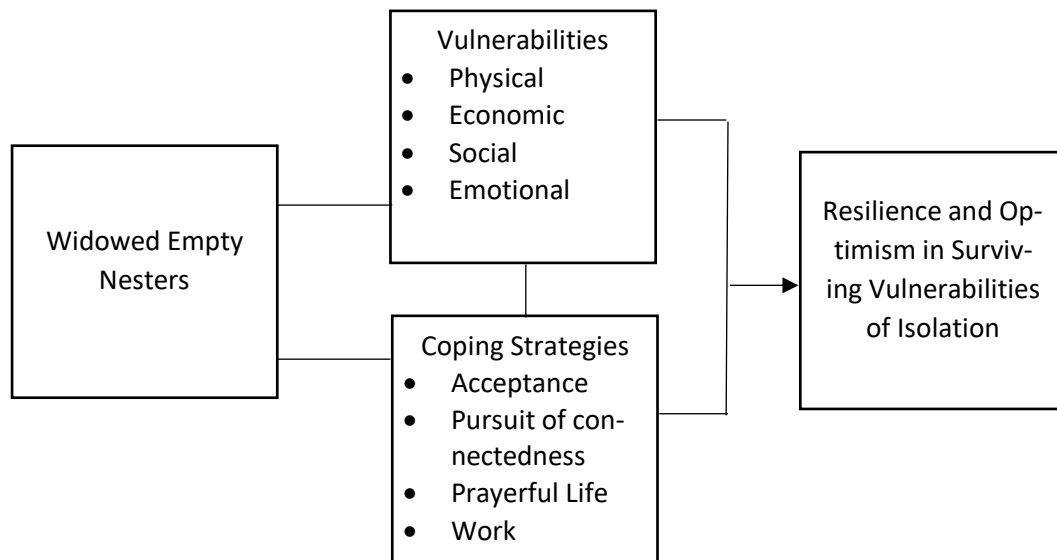 Widowed Empty
Nesters
Vulnerabilities
• Physical
• Economic
• Social
• Emotional
Coping Strategies
• Acceptance
• Pursuit of con-
nectedness
• Prayerful Life
• Work
Resilience and Op-
timism in Surviv-
ing Vulnerabilities
of Isolation